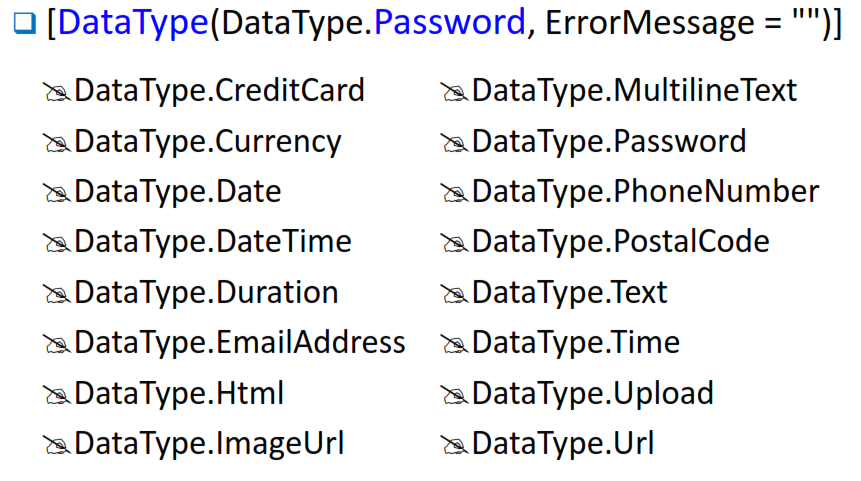 [DataType(DataType.Password, ErrorMessage = "")]
DataType.CreditCard
DataType.Currency
DataType.Date
DataType.DateTime
DataType.Duration
DataType.EmailAddress
DataType.Html
DataType.ImageUrl
DataType.MultilineText
DataType.Password
DataType.PhoneNumber
DataType.PostalCode
DataType.Text
DataType.Time
DataType.Upload
DataType.Url